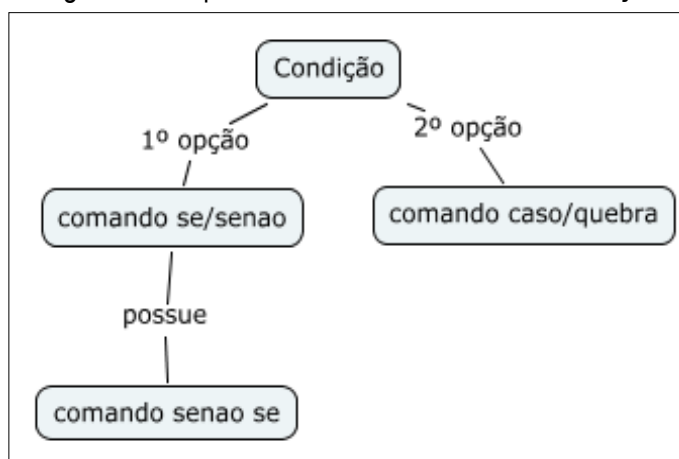 Condição
1º opção
2º opção
comando se/senao
comando caso/quebra
possue
comando senao se